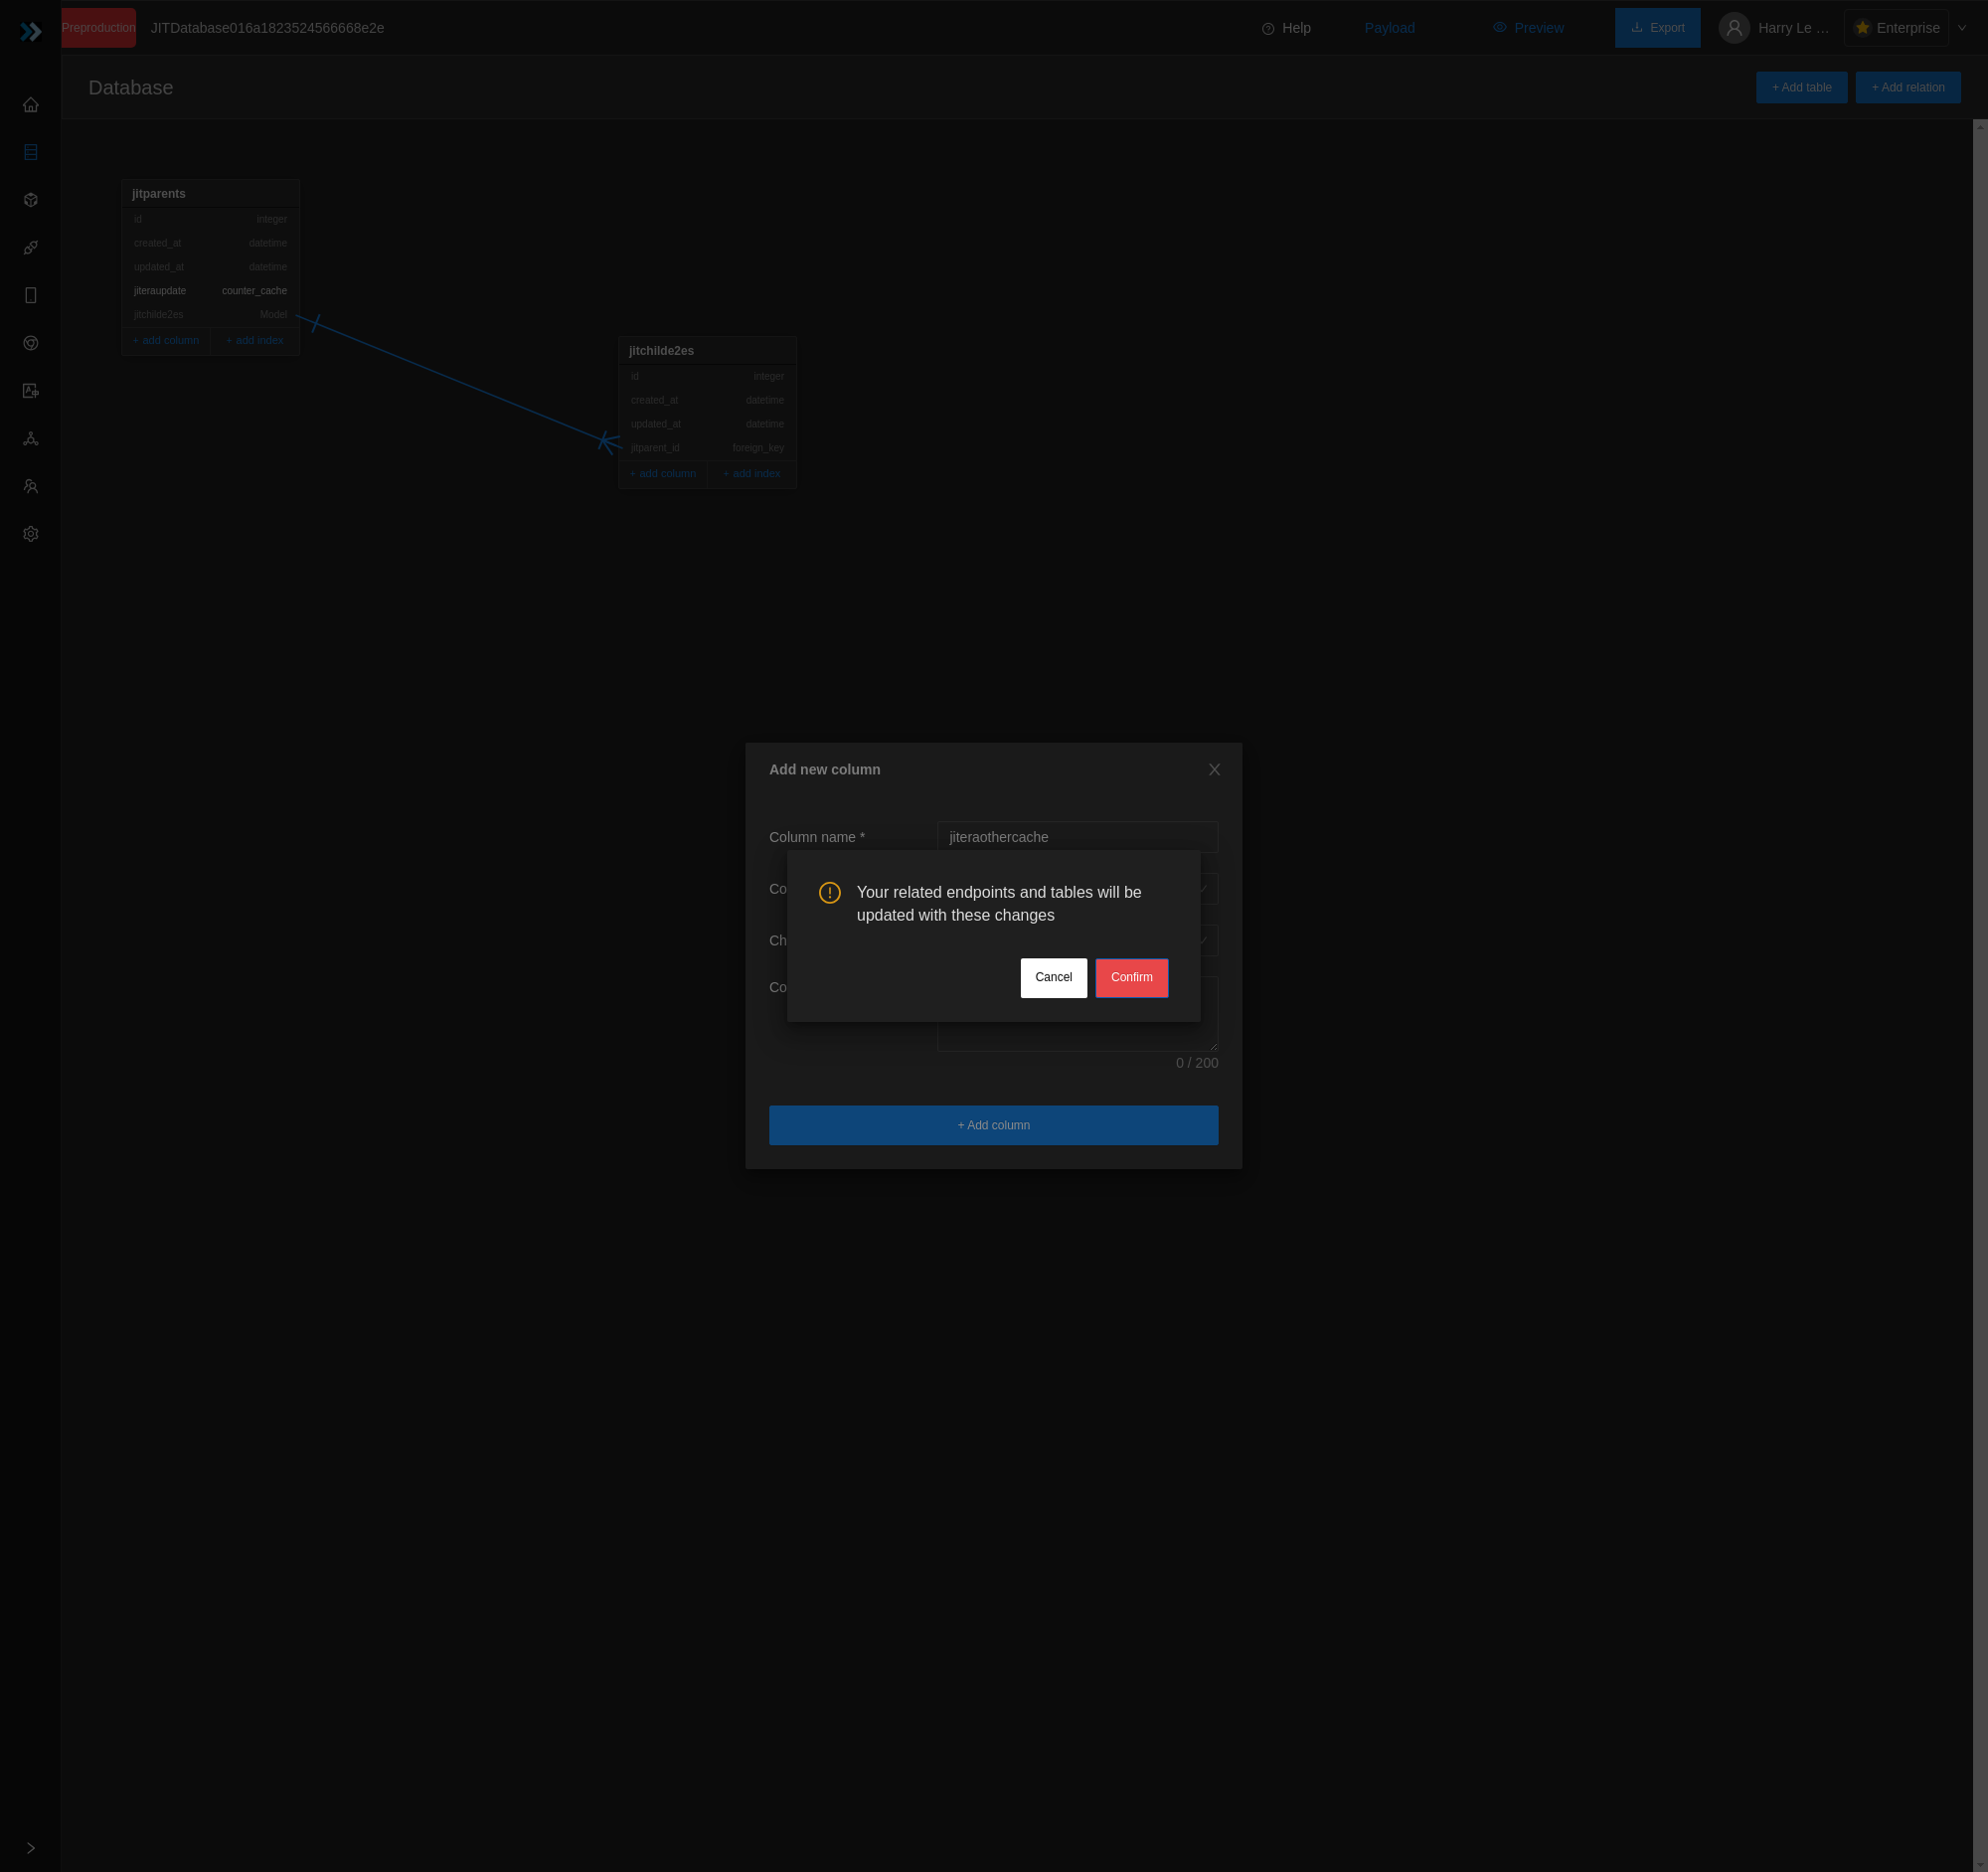 Preproduction
JITDatabase016a1823524566668e2e
Help
Payload
Preview
Export
Harry Le ...
Enterprise
Database
+ Add table
+ Add relation
jitparents
id integer
created_at datetime
updated_at datetime
jiteraupdate counter_cache
jitchilde2es Model
+ add column + add index
jitchilde2es
id integer
created_at datetime
updated_at datetime
jitparent_id foreign_key
+ add column + add index
Add new column
Column name * jiteraothercache
Co
Your related endpoints and tables will be
updated with these changes
Ch
Cancel Confirm
Co
0 / 200
+ Add column